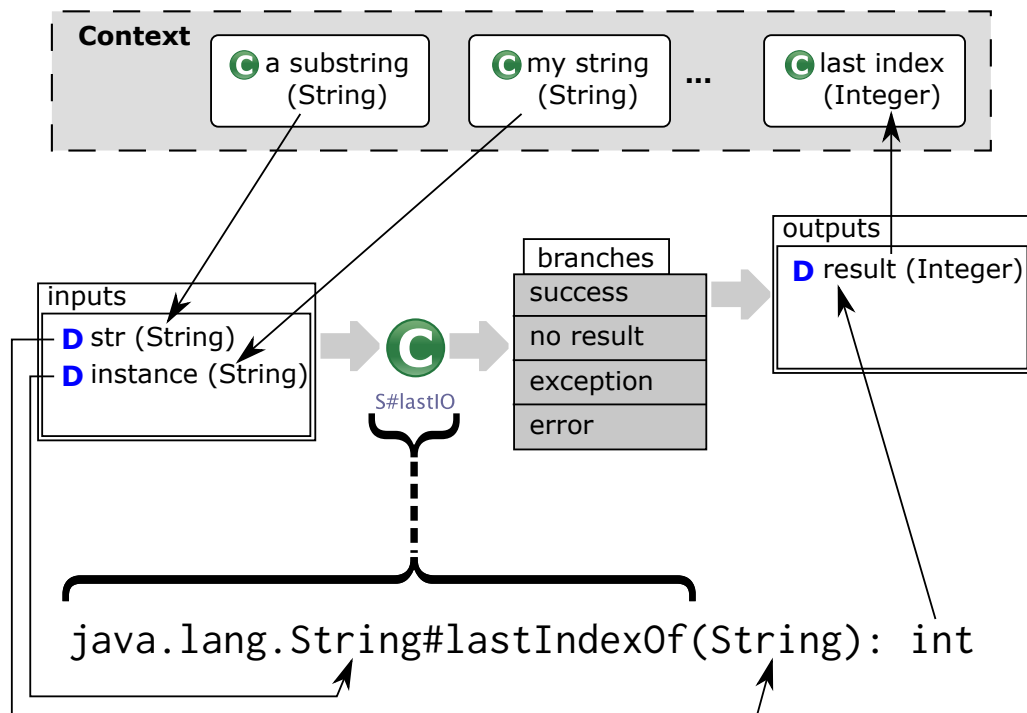 Context
C a substring
(String)
C my string
(String)
...
C last index
(Integer)
inputs
D str (String)
D instance (String)
C
S#lastIO
branches
success
no result
exception
error
outputs
D result (Integer)
java.lang.String#lastIndexOf(String): int